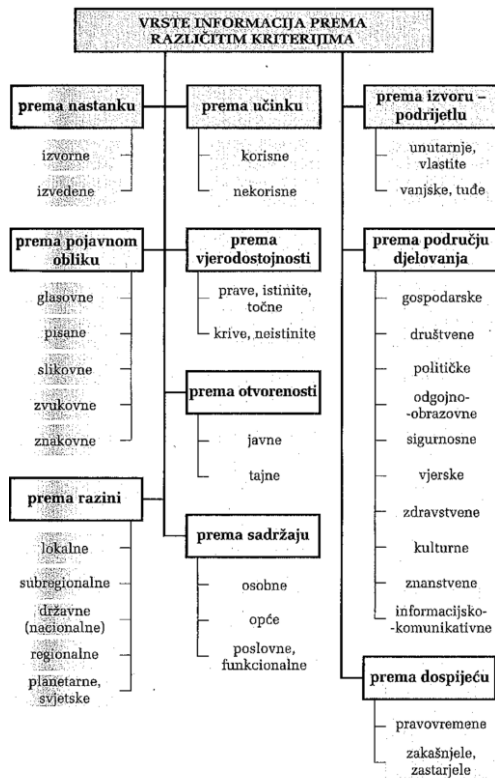 VRSTE INFORMACIJA PREMA
RAZLIČITIM KRITERIJIMA
prema nastanku
izvorne
izvedene
prema učinku
korisne
nekorisne
prema izvoru –
podrijetlu
unutarnje,
vlastite
vanjske, tuđe
prema pojavnom
obliku
glasovne
pisane
slikovne
zvukovne
znakovne
prema
vjerodostojnosti
prave, istinite,
točne
krive, neistinite
prema području
djelovanja
gospodarske
društvene
političke
odgojno-
-obrazovne
sigurnosne
vjerske
zdravstvene
kulturne
znanstvene
informacijsko-
-komunikativne
prema otvorenosti
javne
tajne
prema razini
lokalne
subregionalne
državne
(nacionalne)
regionalne
planetarne,
svjetske
prema sadržaju
osobne
opće
poslovne,
funkcionalne
prema dospijeću
pravovremene
zakašnjele,
zastarjele